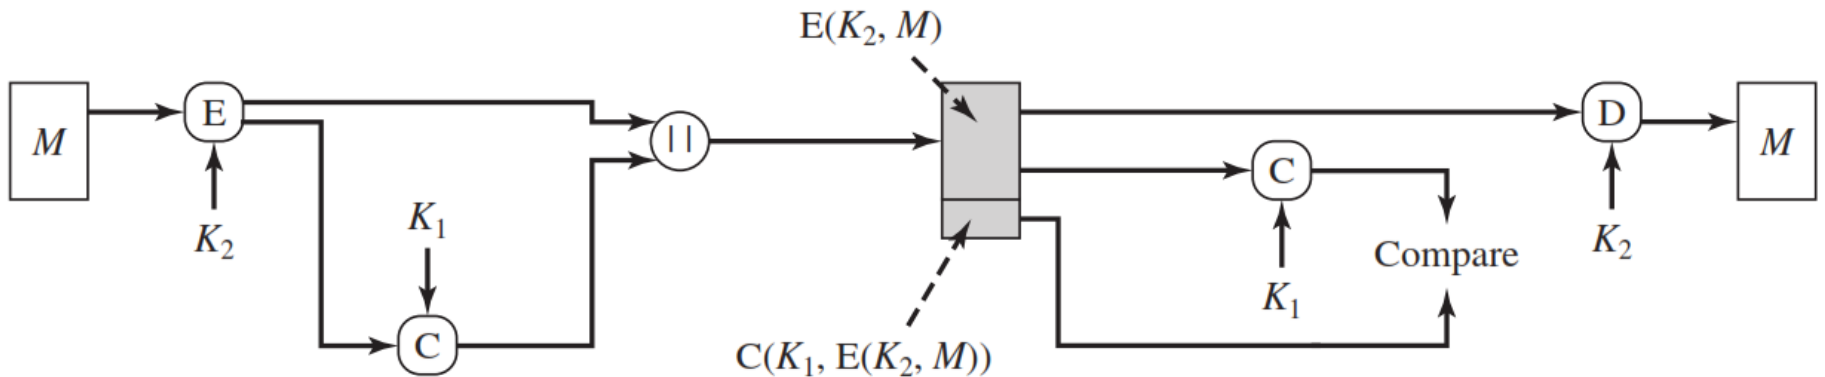 E(K₂, M)
M
E
K₂
K₁
C
||
C(K₁, E(K₂, M))
C
K₁
Compare
D
K₂
M